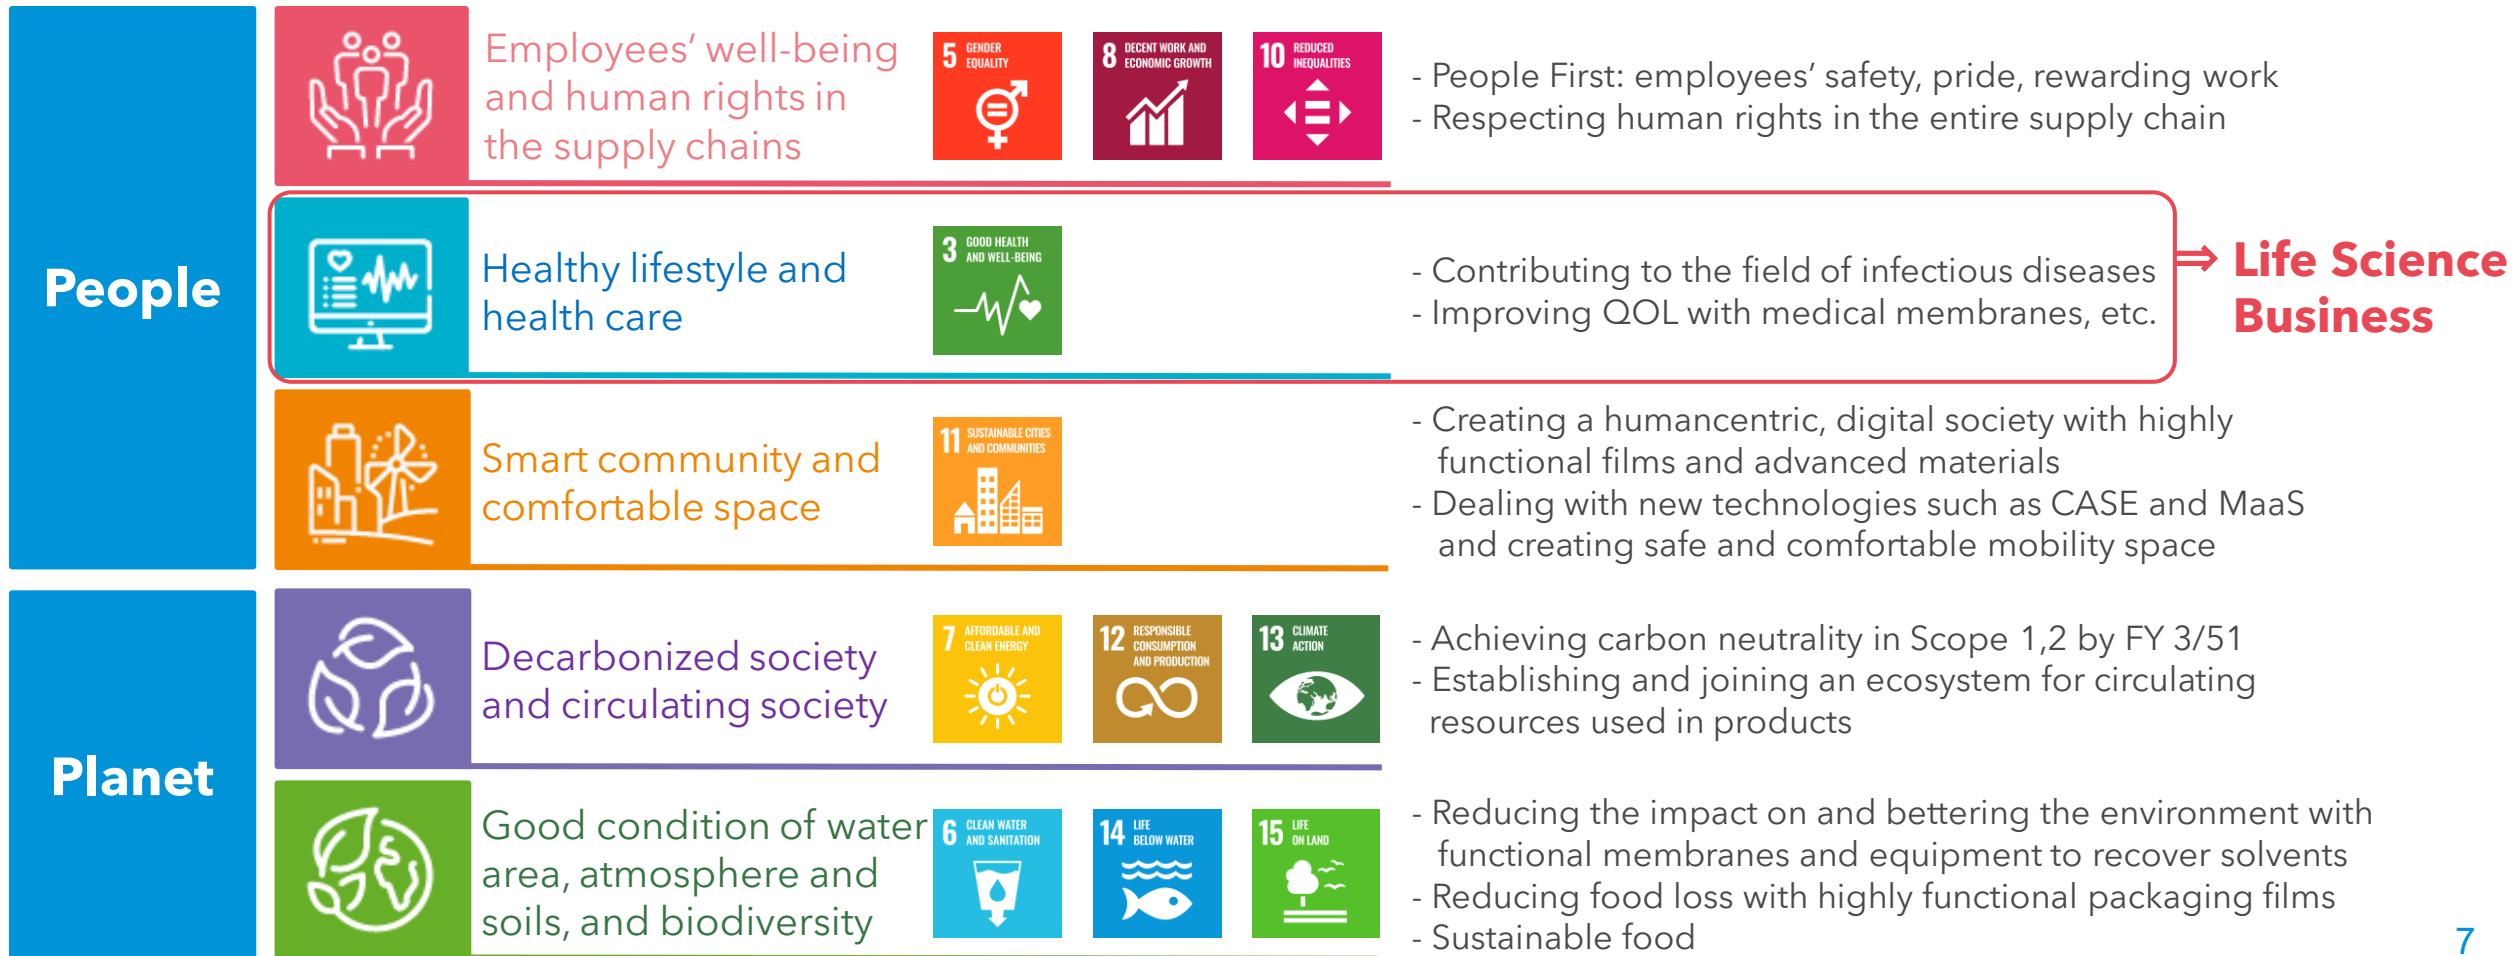 People
Employees’ well-being
and human rights in
the supply chains
5 GENDER
EQUALITY
8 DECENT WORK AND
ECONOMIC GROWTH
10 REDUCED
INEQUALITIES
- People First: employees’ safety, pride, rewarding work
- Respecting human rights in the entire supply chain
Healthy lifestyle and
health care
3 GOOD HEALTH
AND WELL-BEING
- Contributing to the field of infectious diseases
- Improving QOL with medical membranes, etc.
⇒ Life Science
Business
Smart community and
comfortable space
11 SUSTAINABLE CITIES
AND COMMUNITIES
- Creating a humancentric, digital society with highly
functional films and advanced materials
- Dealing with new technologies such as CASE and MaaS
and creating safe and comfortable mobility space
Planet
Decarbonized society
and circulating society
7 AFFORDABLE AND
CLEAN ENERGY
12 RESPONSIBLE
CONSUMPTION
AND PRODUCTION
13 CLIMATE
ACTION
- Achieving carbon neutrality in Scope 1,2 by FY 3/51
- Establishing and joining an ecosystem for circulating
resources used in products
Good condition of water
area, atmosphere and
soils, and biodiversity
6 CLEAN WATER
AND SANITATION
14 LIFE
BELOW WATER
15 LIFE
ON LAND
- Reducing the impact on and bettering the environment with
functional membranes and equipment to recover solvents
- Reducing food loss with highly functional packaging films
- Sustainable food
7